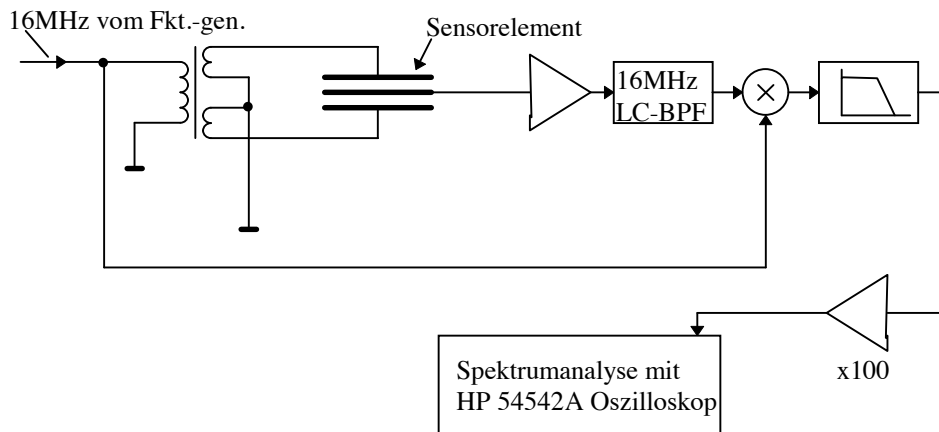 16MHz vom Fkt.-gen.
Sensorelement
16MHz
LC-BPF
x100
Spektrumanalyse mit
HP 54542A Oszilloskop